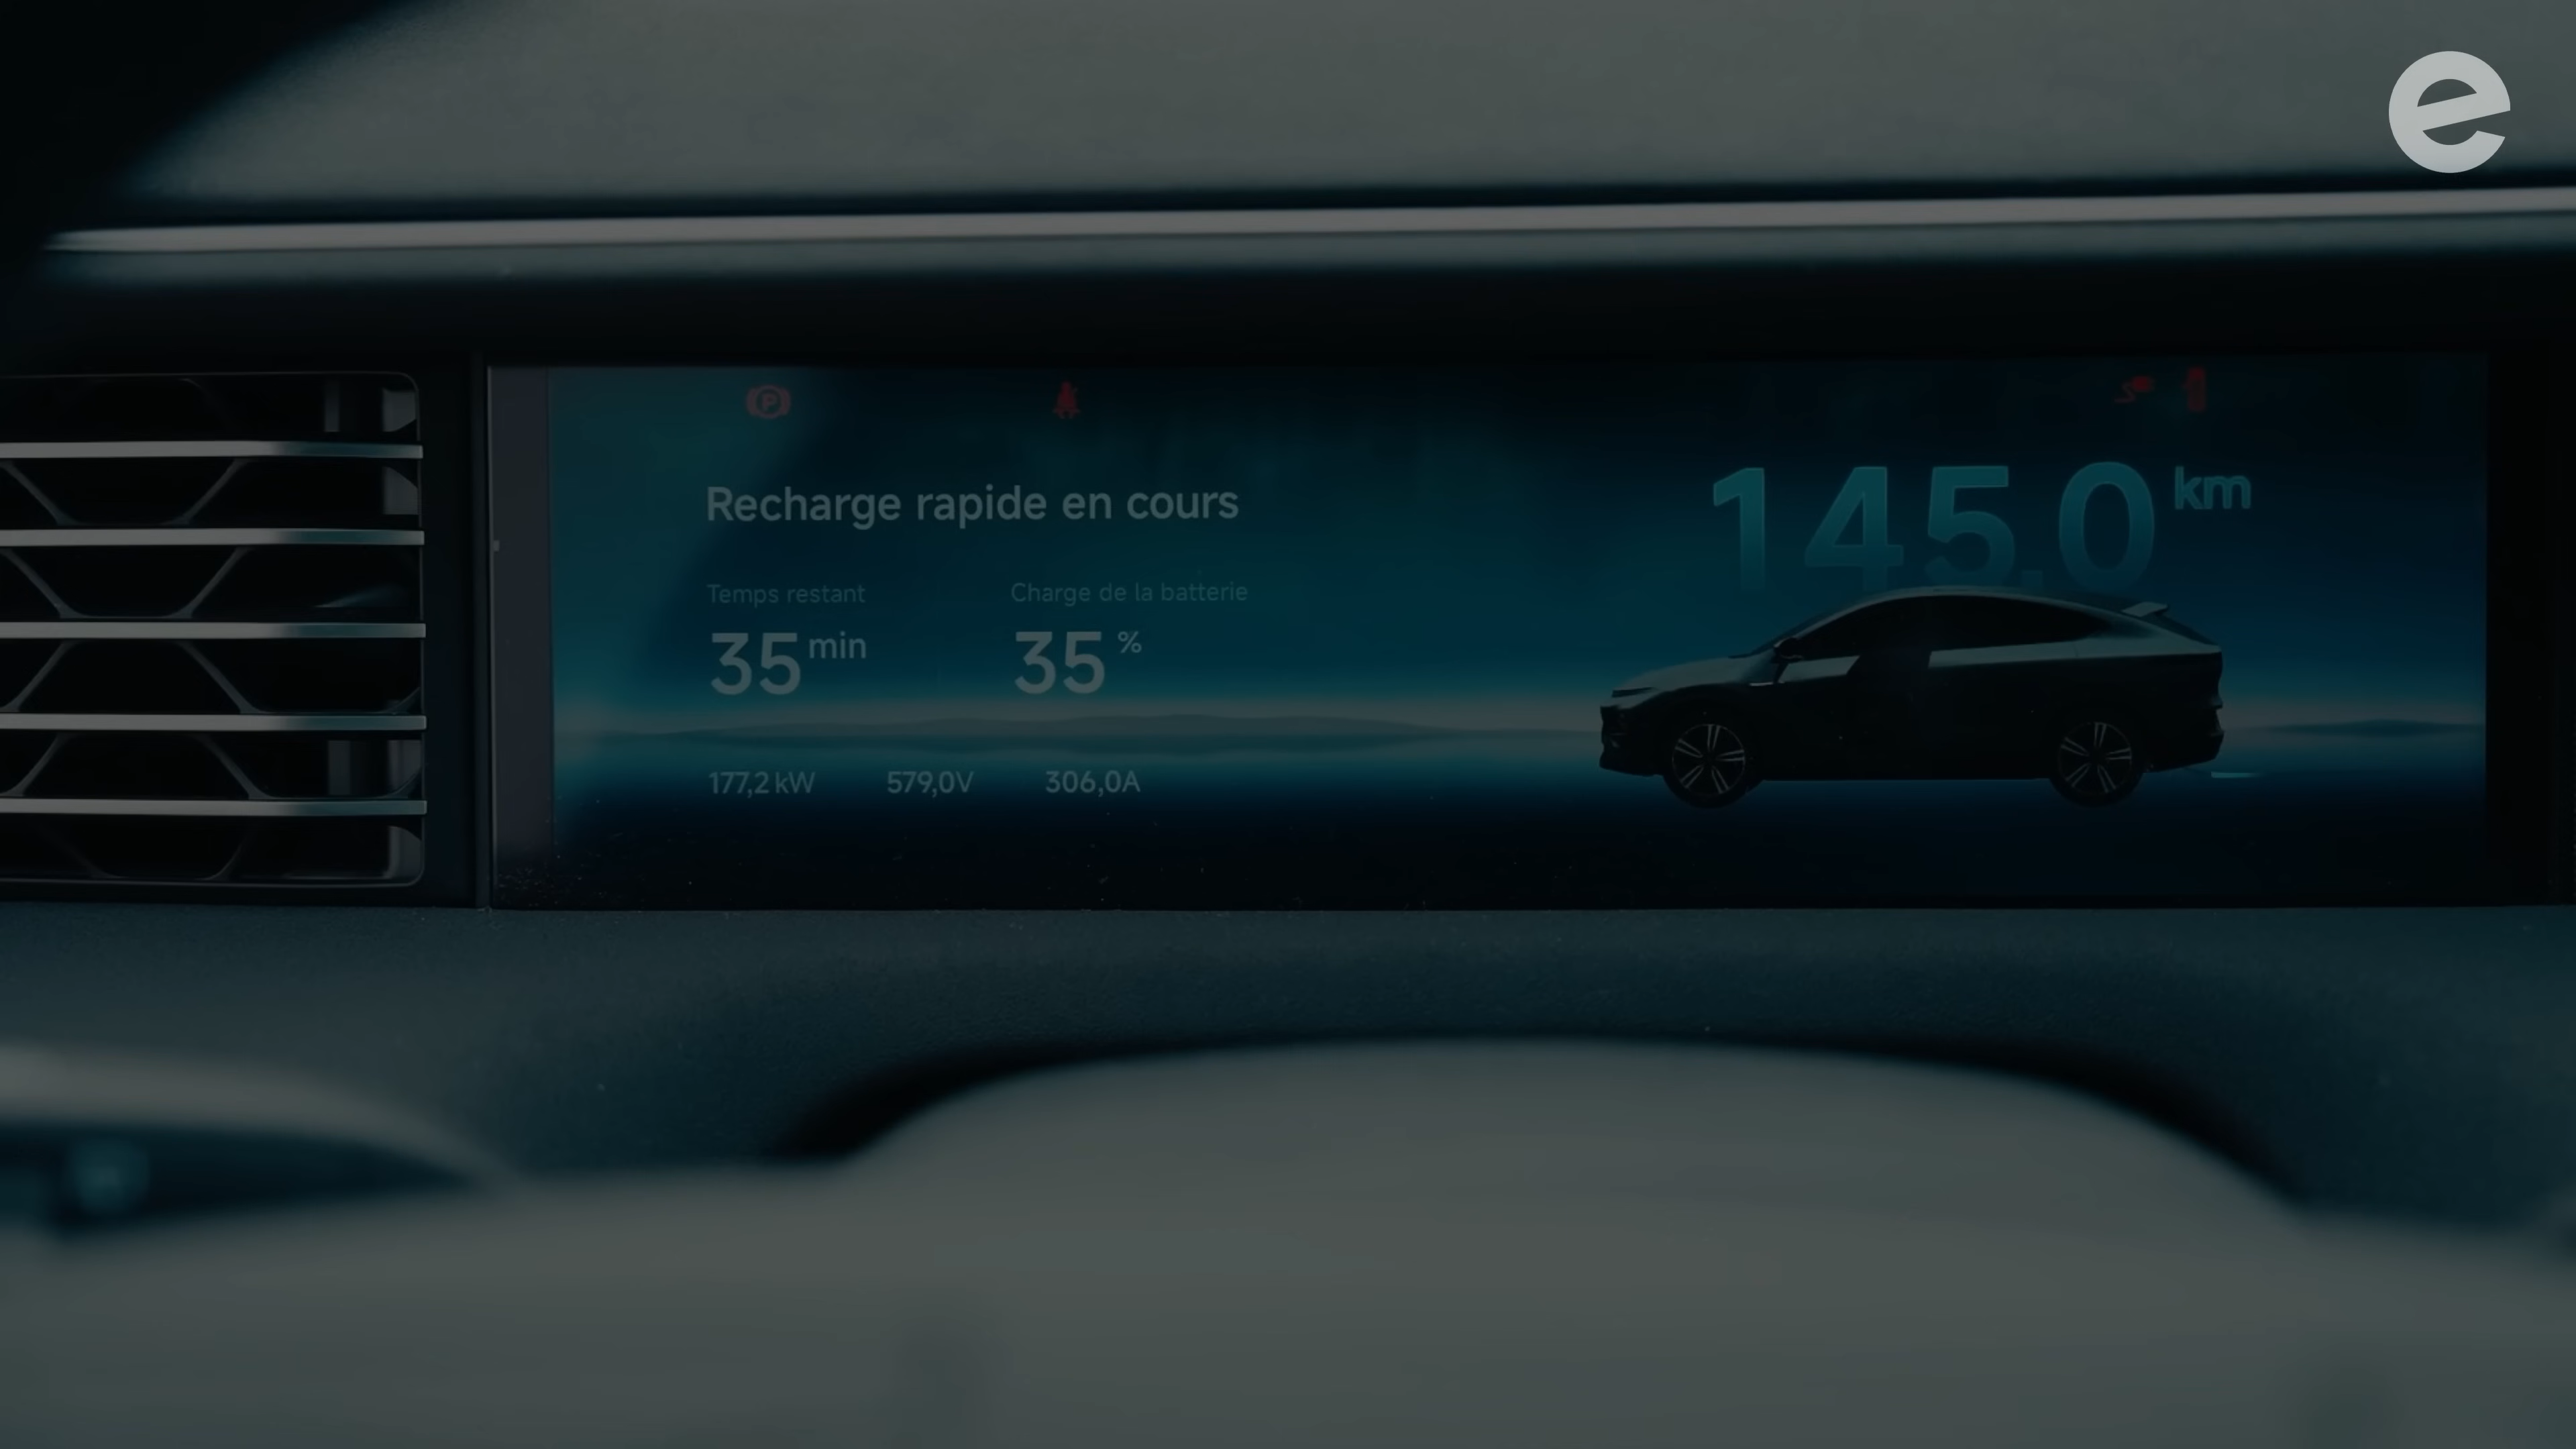 e
P
Recharge rapide en cours
145.0 km
Temps restant
Charge de la batterie
35 min
35 %
177,2 kW
579,0V
306,0A